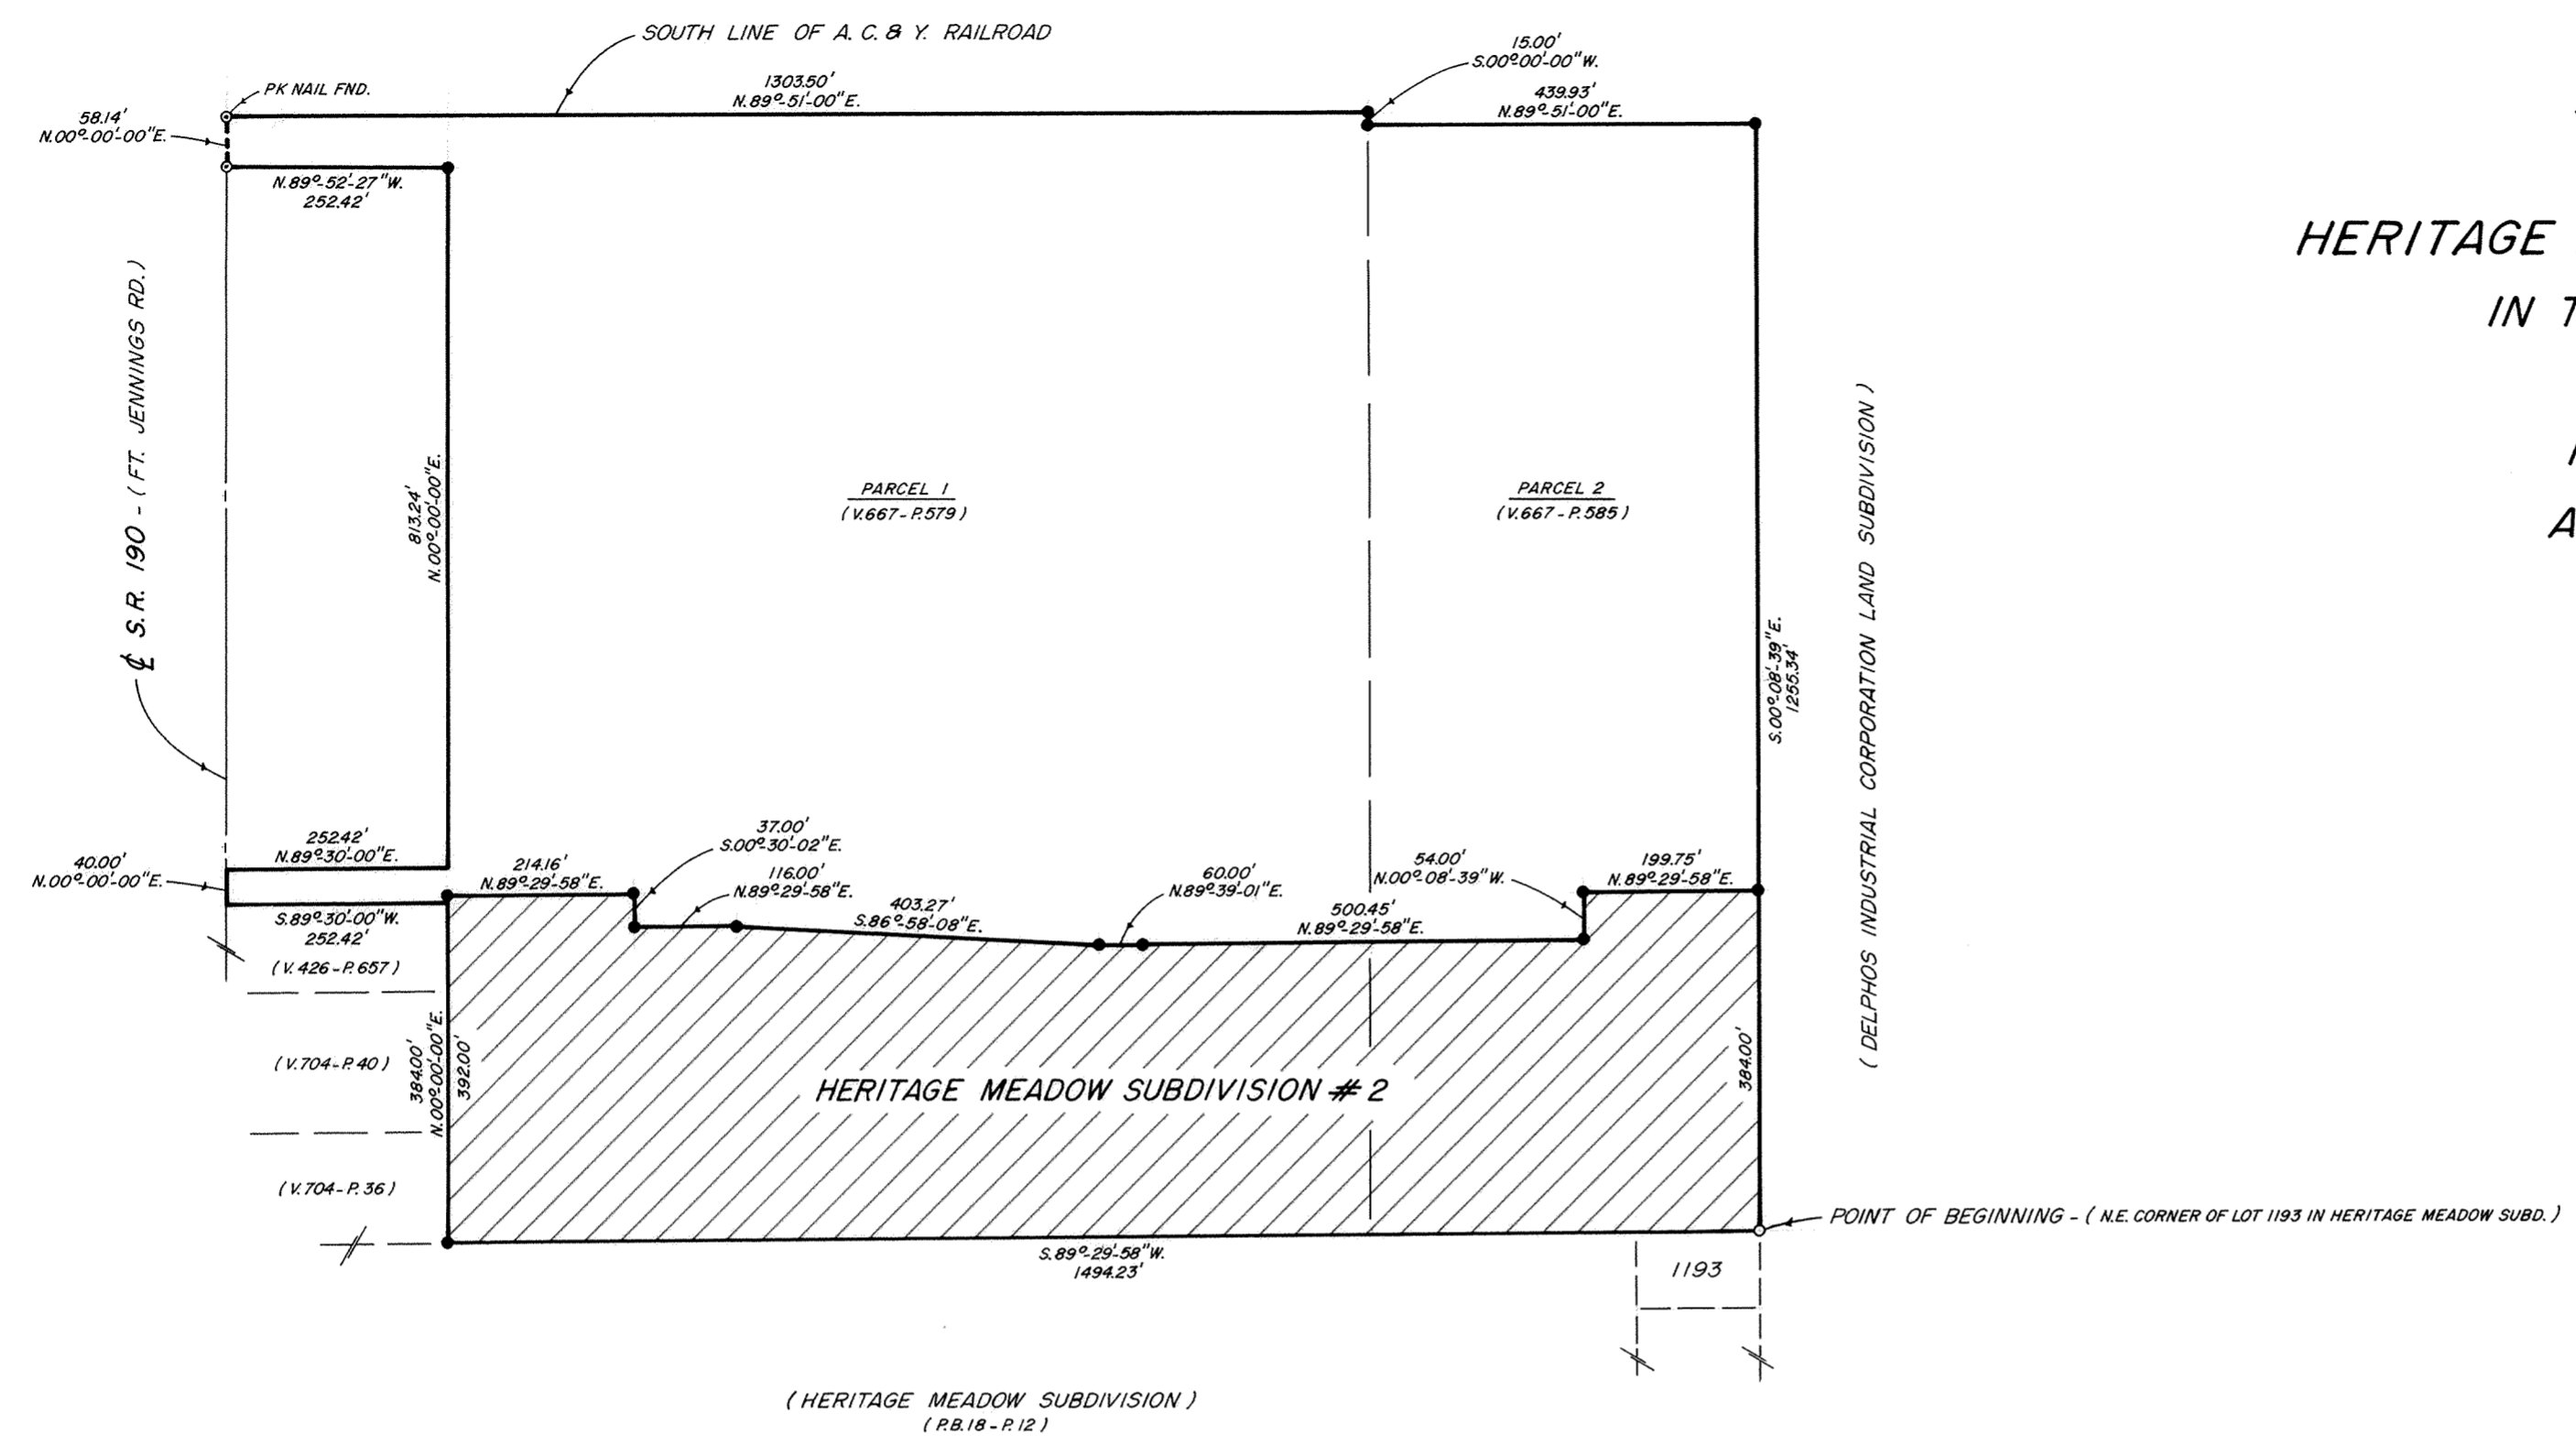 SOUTH LINE OF A. C. & Y. RAILROAD
15.00'
S.00°-00'-00"W.
PK NAIL FND.
1303.50'
N.89°-51'-00"E.
439.93'
N.89°-51'-00"E.
58.14'
N.00°-00'-00"E.
N.89°-52'-27"W.
252.42'
HERITAGE
IN
℄ S.R. 190 - (FT. JENNINGS RD.)
813.24'
N.00°-00'-00"E.
PARCEL 1
(V.667-P.579)
PARCEL 2
(V.667-P.585)
S.00°-08'-39"E.
1255.34'
(DELPHOS INDUSTRIAL CORPORATION LAND SUBDIVISION)
252.42'
N.89°-30'-00"E.
40.00'
N.00°-00'-00"E.
S.89°-30'-00"W.
252.42'
214.16'
N.89°-29'-58"E.
37.00'
S.00°-30'-02"E.
116.00'
N.89°-29'-58"E.
403.27'
S.86°-58'-08"E.
60.00'
N.89°-39'-01"E.
500.45'
N.89°-29'-58"E.
54.00'
N.00°-08'-39"W.
199.75'
N.89°-29'-58"E.
(V.426-P.657)
(V.704-P.40)
(V.704-P.36)
384.00'
N.00°-00'-00"E.
392.00'
HERITAGE MEADOW SUBDIVISION # 2
384.00'
POINT OF BEGINNING - (N.E. CORNER OF LOT 1193 IN HERITAGE MEADOW SUBD.)
S.89°-29'-58"W.
1494.23'
1193
(HERITAGE MEADOW SUBDIVISION)
(P.B.18-P.12)